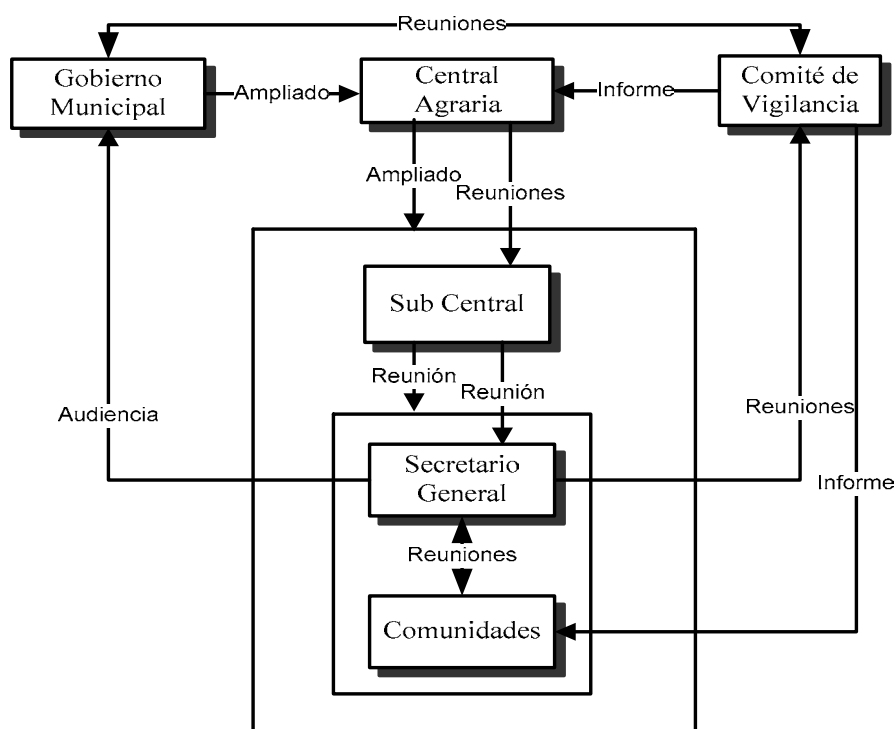 Reuniones
Gobierno
Municipal
Ampliado
Central
Agraria
Informe
Comité de
Vigilancia
Ampliado
Reuniones
Sub Central
Reunión
Reunión
Audiencia
Reuniones
Secretario
General
Informe
Reuniones
Comunidades